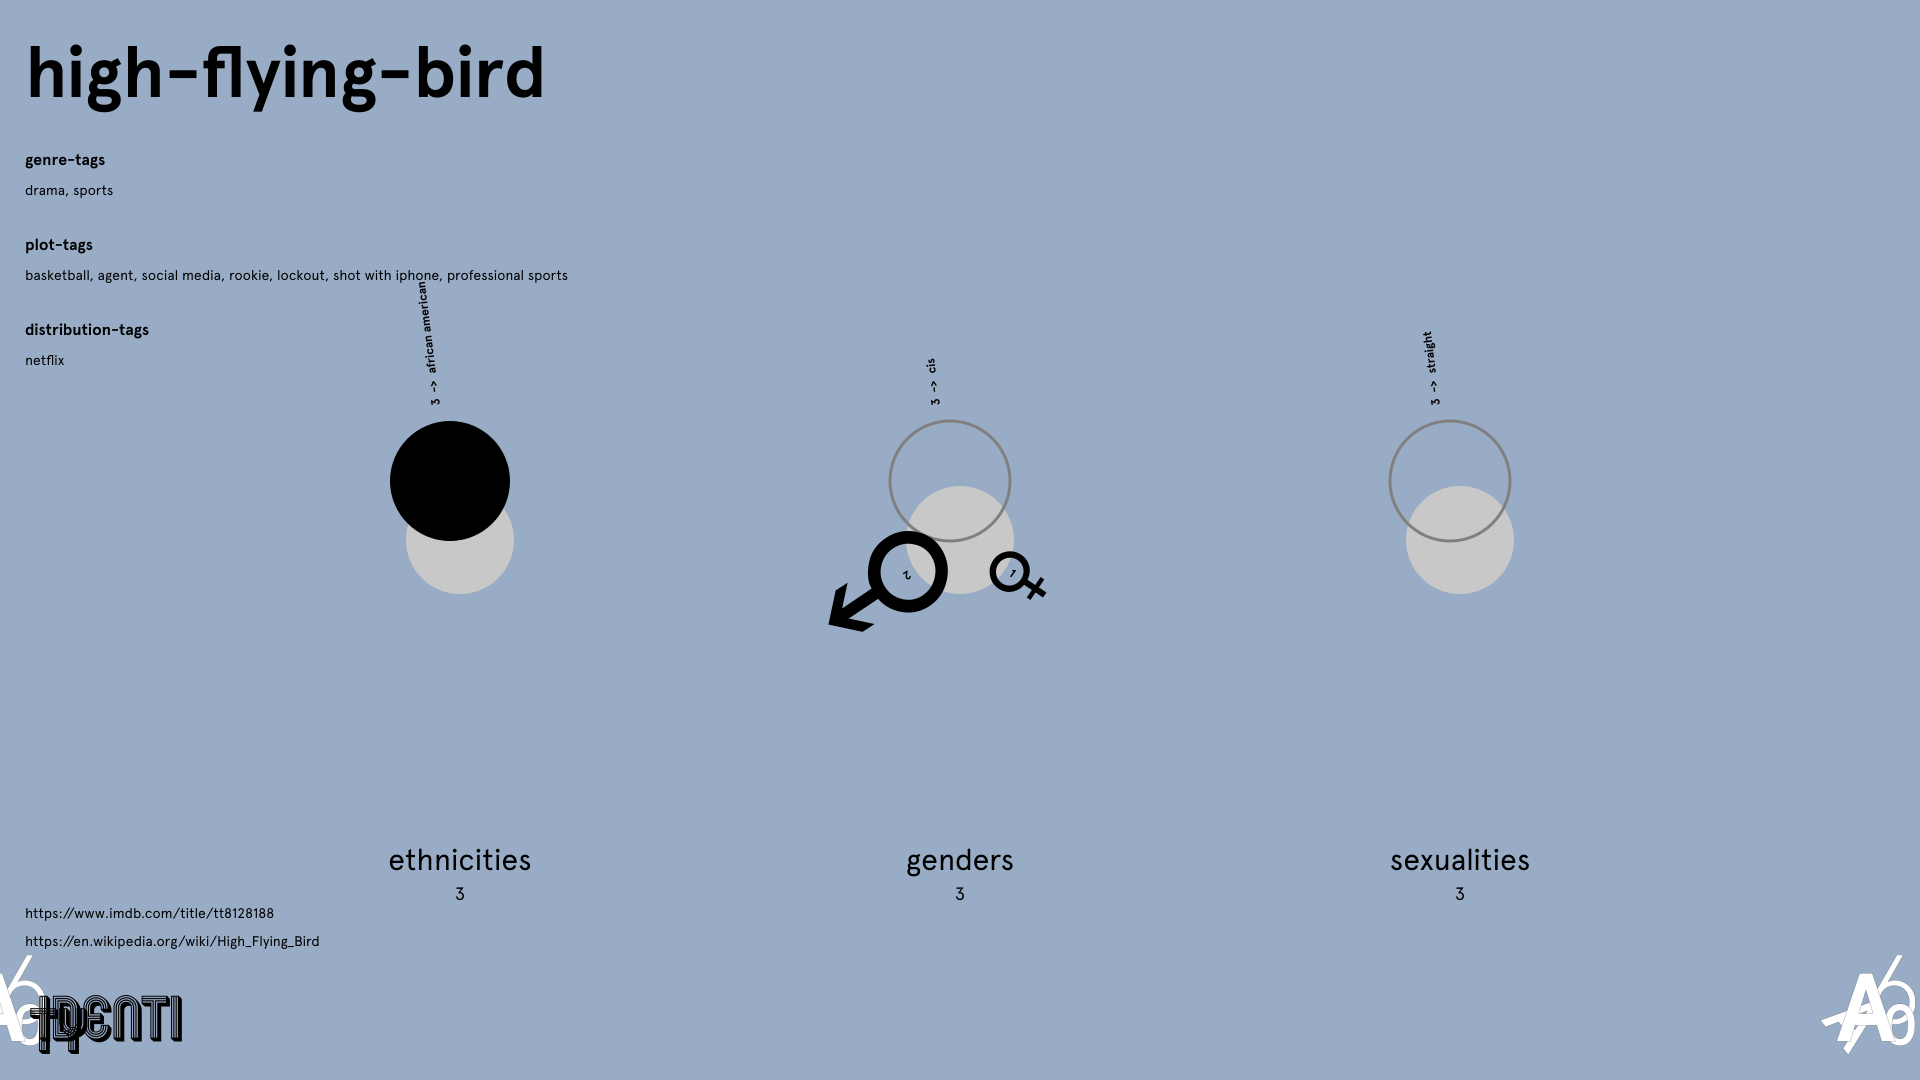 high-flying-bird
genre-tags
drama, sports
plot-tags
basketball, agent, social media, rookie, lockout, shot with iphone, professional sports
distribution-tags
netflix
3 -> african american
3 -> cis
3 -> straight
2
1
ethnicities
3
genders
3
sexualities
3
https://www.imdb.com/title/tt8128188
https://en.wikipedia.org/wiki/High_Flying_Bird
IDENTI